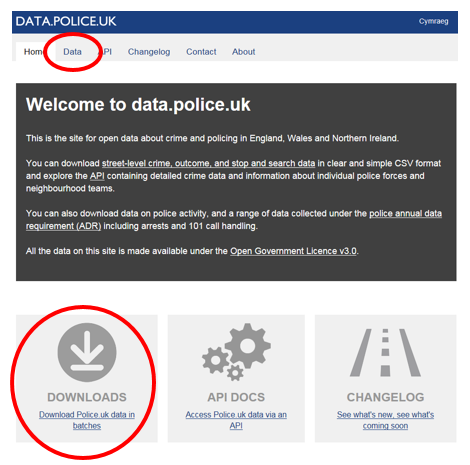 DATA.POLICE.UK
Cymraeg
Home Data API Changelog Contact About
Welcome to data.police.uk
This is the site for open data about crime and policing in England, Wales and Northern Ireland.
You can download street-level crime, outcome, and stop and search data in clear and simple CSV format
and explore the API containing detailed crime data and information about individual police forces and
neighbourhood teams.
You can also download data on police activity, and a range of data collected under the police annual data
requirement (ADR) including arrests and 101 call handling.
All the data on this site is made available under the Open Government Licence v3.0.
DOWNLOADS
Download Police.uk data in
batches
API DOCS
Access Police.uk data via an
API
CHANGELOG
See what's new, see what's
coming soon